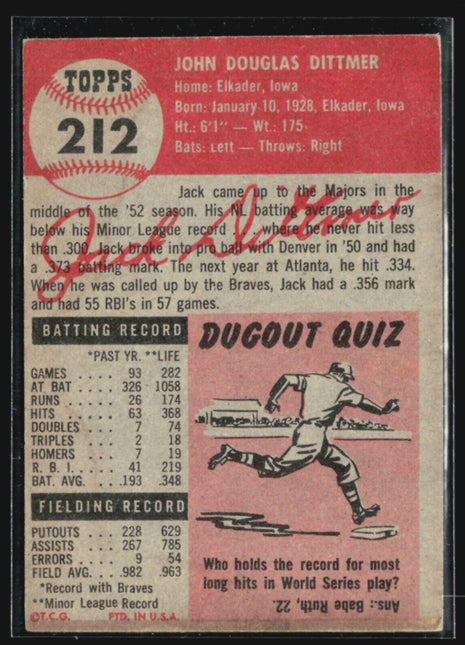 TOPPS
212
JOHN DOUGLAS DITTMER
Home: Elkader, Iowa
Born: January 10, 1928, Elkader, Iowa
Ht.: 6'1" — Wt.: 175
Bats: Left — Throws: Right
Jack came up to the Majors in the
middle of the '52 season. His NL batting average was way
below his Minor League record . . . where he never hit less
than .300. Jack broke into pro ball with Denver in '50 and had
a .373 batting mark. The next year at Atlanta, he hit .334.
When he was called up by the Braves, Jack had a .356 mark
and had 55 RBI's in 57 games.
Jack Dittmer
BATTING RECORD
*PAST YR. **LIFE
GAMES . . . . 93 282
AT BAT . . . . 326 1058
RUNS . . . . 26 174
HITS . . . . 63 368
DOUBLES . . . 7 74
TRIPLES . . . 2 18
HOMERS . . . 7 19
R. B. I. . . . . 41 219
BAT. AVG. . . .193 .348
FIELDING RECORD
PUTOUTS . . 228 629
ASSISTS . . . 267 785
ERRORS . . . 9 54
FIELD AVG. . . .982 .963
*Record with Braves
**Minor League Record
©T.C.G. PTD. IN U.S.A.
DUGOUT QUIZ
Who holds the record for most
long hits in World Series play?
Ans.: Babe Ruth, 22.